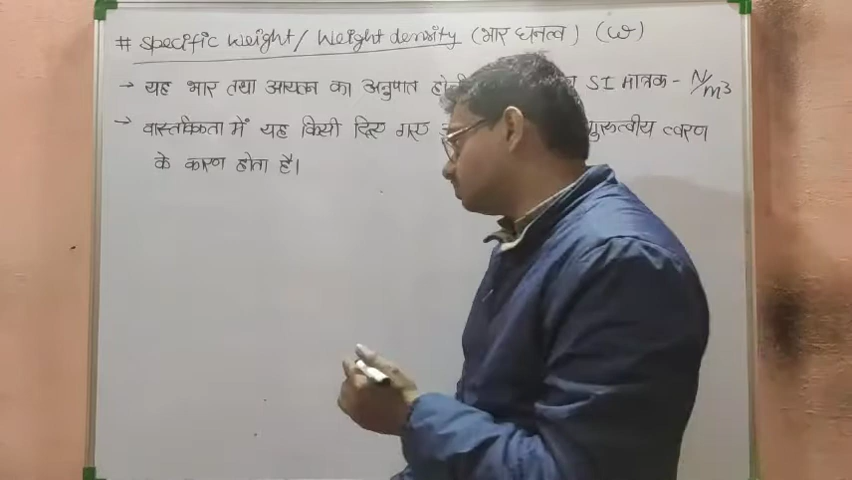 # Specific Weight / Weight density (भार घनत्व) (ω)
→ यह भार तथा आयतन का अनुपात SI मात्रक - N/m3
→ वास्तविकता में यह किसी दिए गए गुरुत्वीय त्वरण
के कारण होता है।